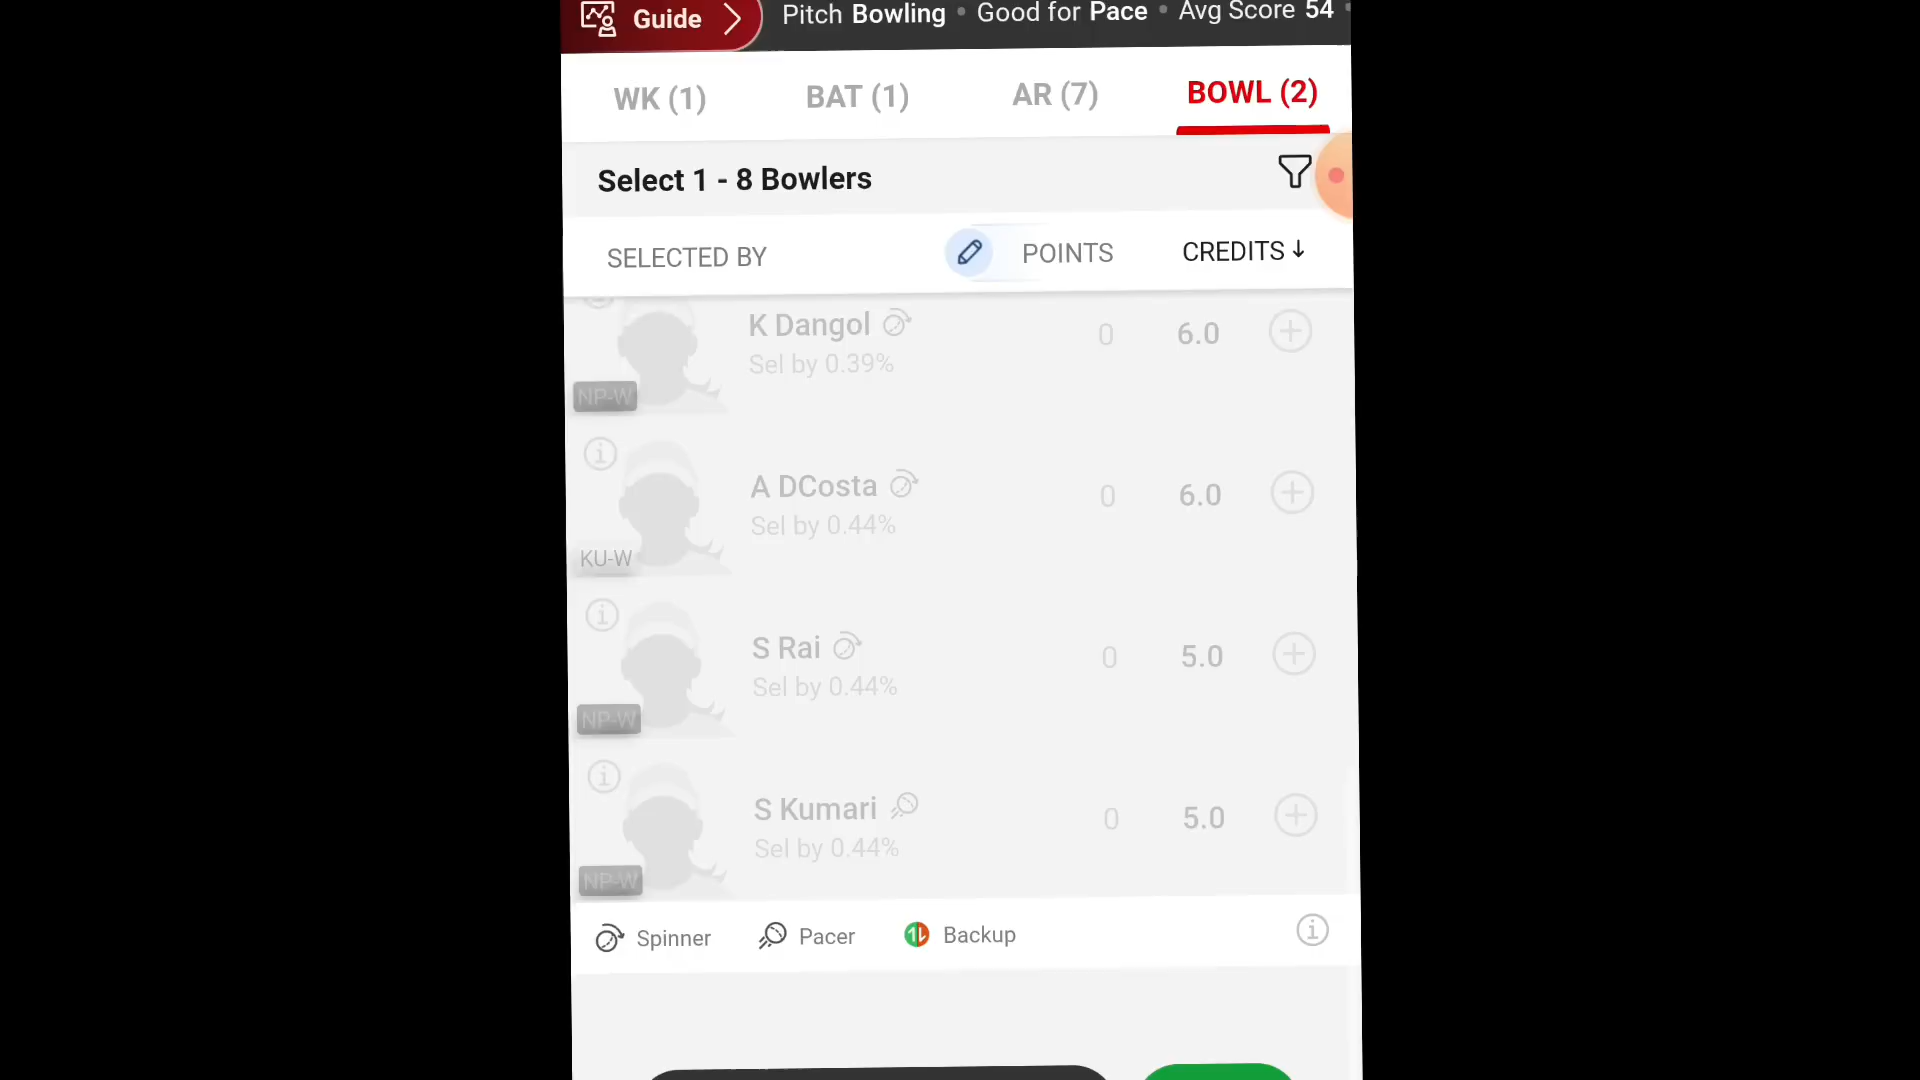 Guide
Pitch Bowling • Good for Pace • Avg Score 54
WK (1) BAT (1) AR (7) BOWL (2)
Select 1 - 8 Bowlers
SELECTED BY POINTS CREDITS ↓
K Dangol 0 6.0
Sel by 0.39%
NP-W
A DCosta 0 6.0
Sel by 0.44%
KU-W
S Rai 0 5.0
Sel by 0.44%
NP-W
S Kumari 0 5.0
Sel by 0.44%
NP-W
Spinner Pacer Backup